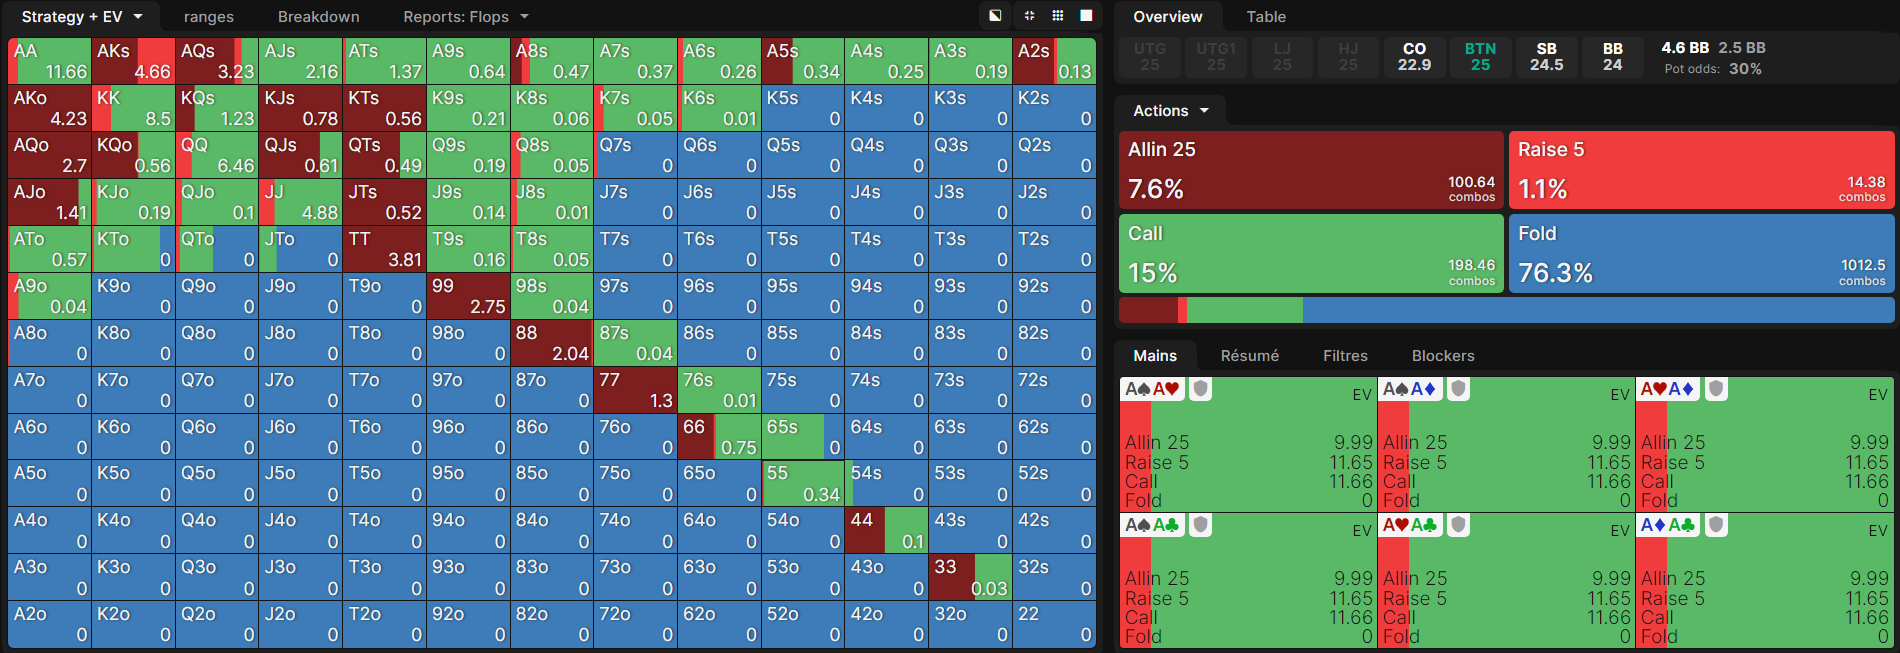 Strategy + EV ranges Breakdown Reports: Flops
AA AKs AQs AJs ATs A9s A8s A7s A6s A5s A4s A3s A2s
11.66 4.66 3.23 2.16 1.37 0.64 0.47 0.37 0.26 0.34 0.25 0.19 0.13
AKo KK KQs KJs KTs K9s K8s K7s K6s K5s K4s K3s K2s
4.23 8.5 1.23 0.78 0.56 0.21 0.06 0.05 0.01 0 0 0 0
AQo KQo QQ QJs QTs Q9s Q8s Q7s Q6s Q5s Q4s Q3s Q2s
2.7 0.56 6.46 0.61 0.49 0.19 0.05 0 0 0 0 0 0
AJo KJo QJo JJ JTs J9s J8s J7s J6s J5s J4s J3s J2s
1.41 0.19 0.1 4.88 0.52 0.14 0.01 0 0 0 0 0 0
ATo KTo QTo JTo TT T9s T8s T7s T6s T5s T4s T3s T2s
0.57 0 0 0 3.81 0.16 0.05 0 0 0 0 0 0
A9o K9o Q9o J9o T9o 99 98s 97s 96s 95s 94s 93s 92s
0.04 0 0 0 0 2.75 0.04 0 0 0 0 0 0
A8o K8o Q8o J8o T8o 98o 88 87s 86s 85s 84s 83s 82s
0 0 0 0 0 0 2.04 0.04 0 0 0 0 0
A7o K7o Q7o J7o T7o 97o 87o 77 76s 75s 74s 73s 72s
0 0 0 0 0 0 0 1.3 0.01 0 0 0 0
A6o K6o Q6o J6o T6o 96o 86o 76o 66 65s 64s 63s 62s
0 0 0 0 0 0 0 0 0.75 0 0 0 0
A5o K5o Q5o J5o T5o 95o 85o 75o 65o 55 54s 53s 52s
0 0 0 0 0 0 0 0 0 0.34 0 0 0
A4o K4o Q4o J4o T4o 94o 84o 74o 64o 54o 44 43s 42s
0 0 0 0 0 0 0 0 0 0 0.1 0 0
A3o K3o Q3o J3o T3o 93o 83o 73o 63o 53o 43o 33 32s
0 0 0 0 0 0 0 0 0 0 0 0.03 0
A2o K2o Q2o J2o T2o 92o 82o 72o 62o 52o 42o 32o 22
0 0 0 0 0 0 0 0 0 0 0 0 0
Overview Table
UTG UTG1 LJ HJ CO BTN SB BB
25 25 25 25 22.9 25 24.5 24
4.6 BB 2.5 BB
Pot odds: 30%
Actions
Allin 25
7.6% 100.64
combos
Raise 5
1.1% 14.38
combos
Call
15% 198.46
combos
Fold
76.3% 1012.5
combos
Mains Résumé Filtres Blockers
A♠A♥ EV A♠A♦ EV A♥A♦ EV
Allin 25 9.99 Allin 25 9.99 Allin 25 9.99
Raise 5 11.65 Raise 5 11.65 Raise 5 11.65
Call 11.66 Call 11.66 Call 11.66
Fold 0 Fold 0 Fold 0
A♠A♣ EV A♥A♣ EV A♦A♣ EV
Allin 25 9.99 Allin 25 9.99 Allin 25 9.99
Raise 5 11.65 Raise 5 11.65 Raise 5 11.65
Call 11.66 Call 11.66 Call 11.66
Fold 0 Fold 0 Fold 0